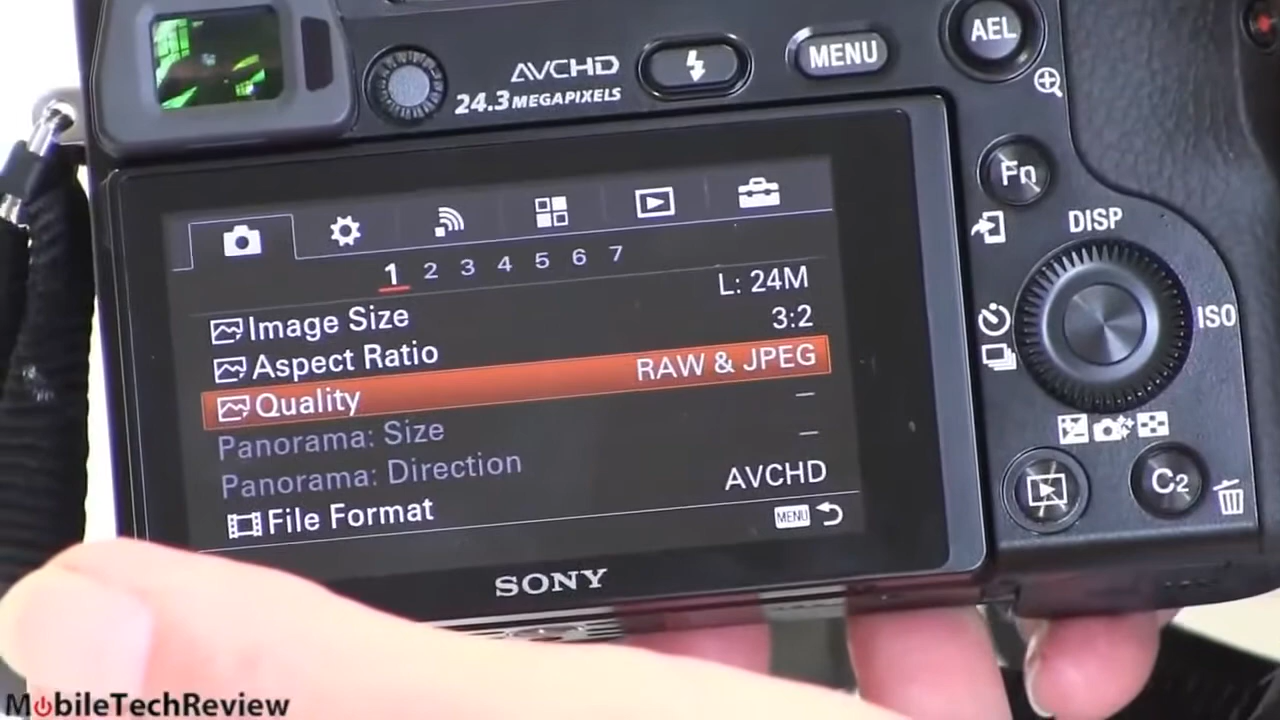 AVCHD
24.3 MEGAPIXELS
MENU
AEL
Fn
DISP
ISO
C2
1 2 3 4 5 6 7
Image Size L: 24M
Aspect Ratio 3:2
Quality RAW & JPEG
Panorama: Size –
Panorama: Direction –
File Format AVCHD
MENU
SONY
MobileTechReview